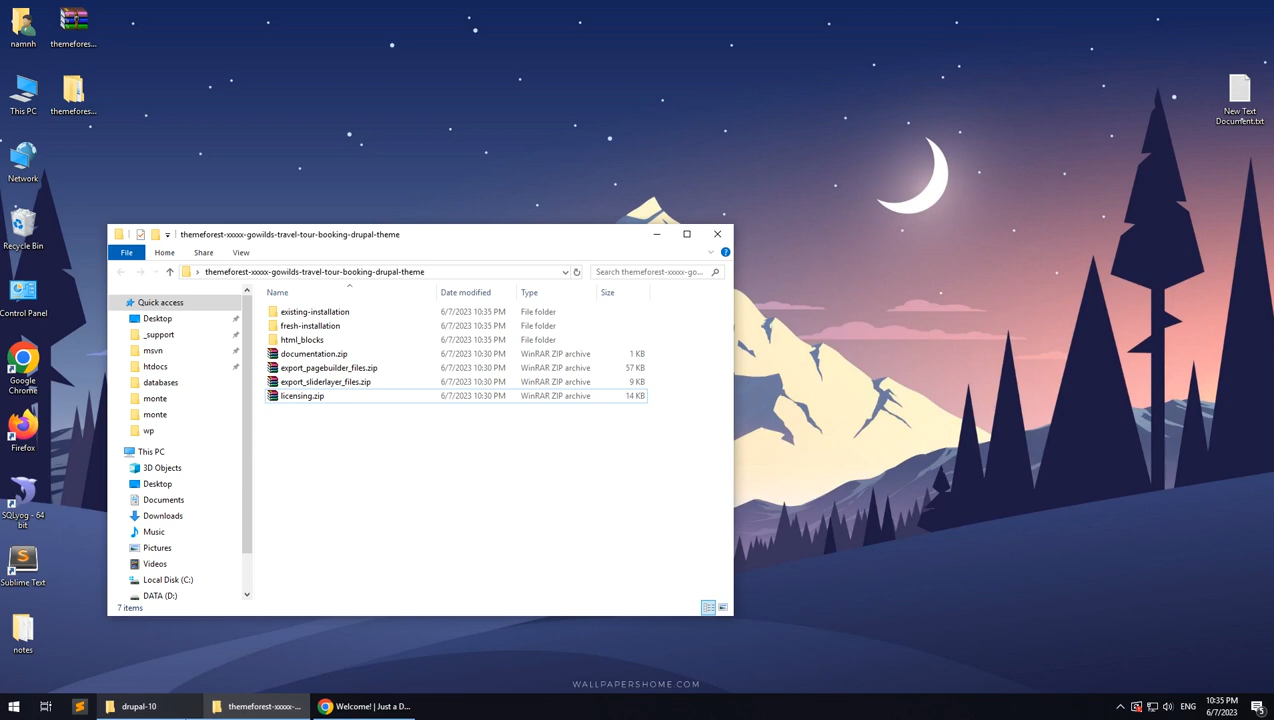 namnh
themefores...
This PC
themefores...
Network
Recycle Bin
Control Panel
Google
Chrome
Firefox
SQLyog - 64
bit
Sublime Text
notes
New Text
Document.txt
themeforest-xxxxx-gowilds-travel-tour-booking-drupal-theme
File
Home
Share
View
themeforest-xxxxx-gowilds-travel-tour-booking-drupal-theme
Search themeforest-xxxxx-go...
Quick access
Desktop
_support
msvn
htdocs
databases
monte
monte
wp
This PC
3D Objects
Desktop
Documents
Downloads
Music
Pictures
Videos
Local Disk (C:)
DATA (D:)
Name Date modified Type Size
existing-installation 6/7/2023 10:35 PM File folder
fresh-installation 6/7/2023 10:35 PM File folder
html_blocks 6/7/2023 10:35 PM File folder
documentation.zip 6/7/2023 10:30 PM WinRAR ZIP archive 1 KB
export_pagebuilder_files.zip 6/7/2023 10:30 PM WinRAR ZIP archive 57 KB
export_sliderlayer_files.zip 6/7/2023 10:30 PM WinRAR ZIP archive 9 KB
licensing.zip 6/7/2023 10:30 PM WinRAR ZIP archive 14 KB
7 items
WALLPAPERSHOME.COM
drupal-10
themeforest-xxxxx-...
Welcome! | Just a D...
ENG
10:35 PM
6/7/2023
5